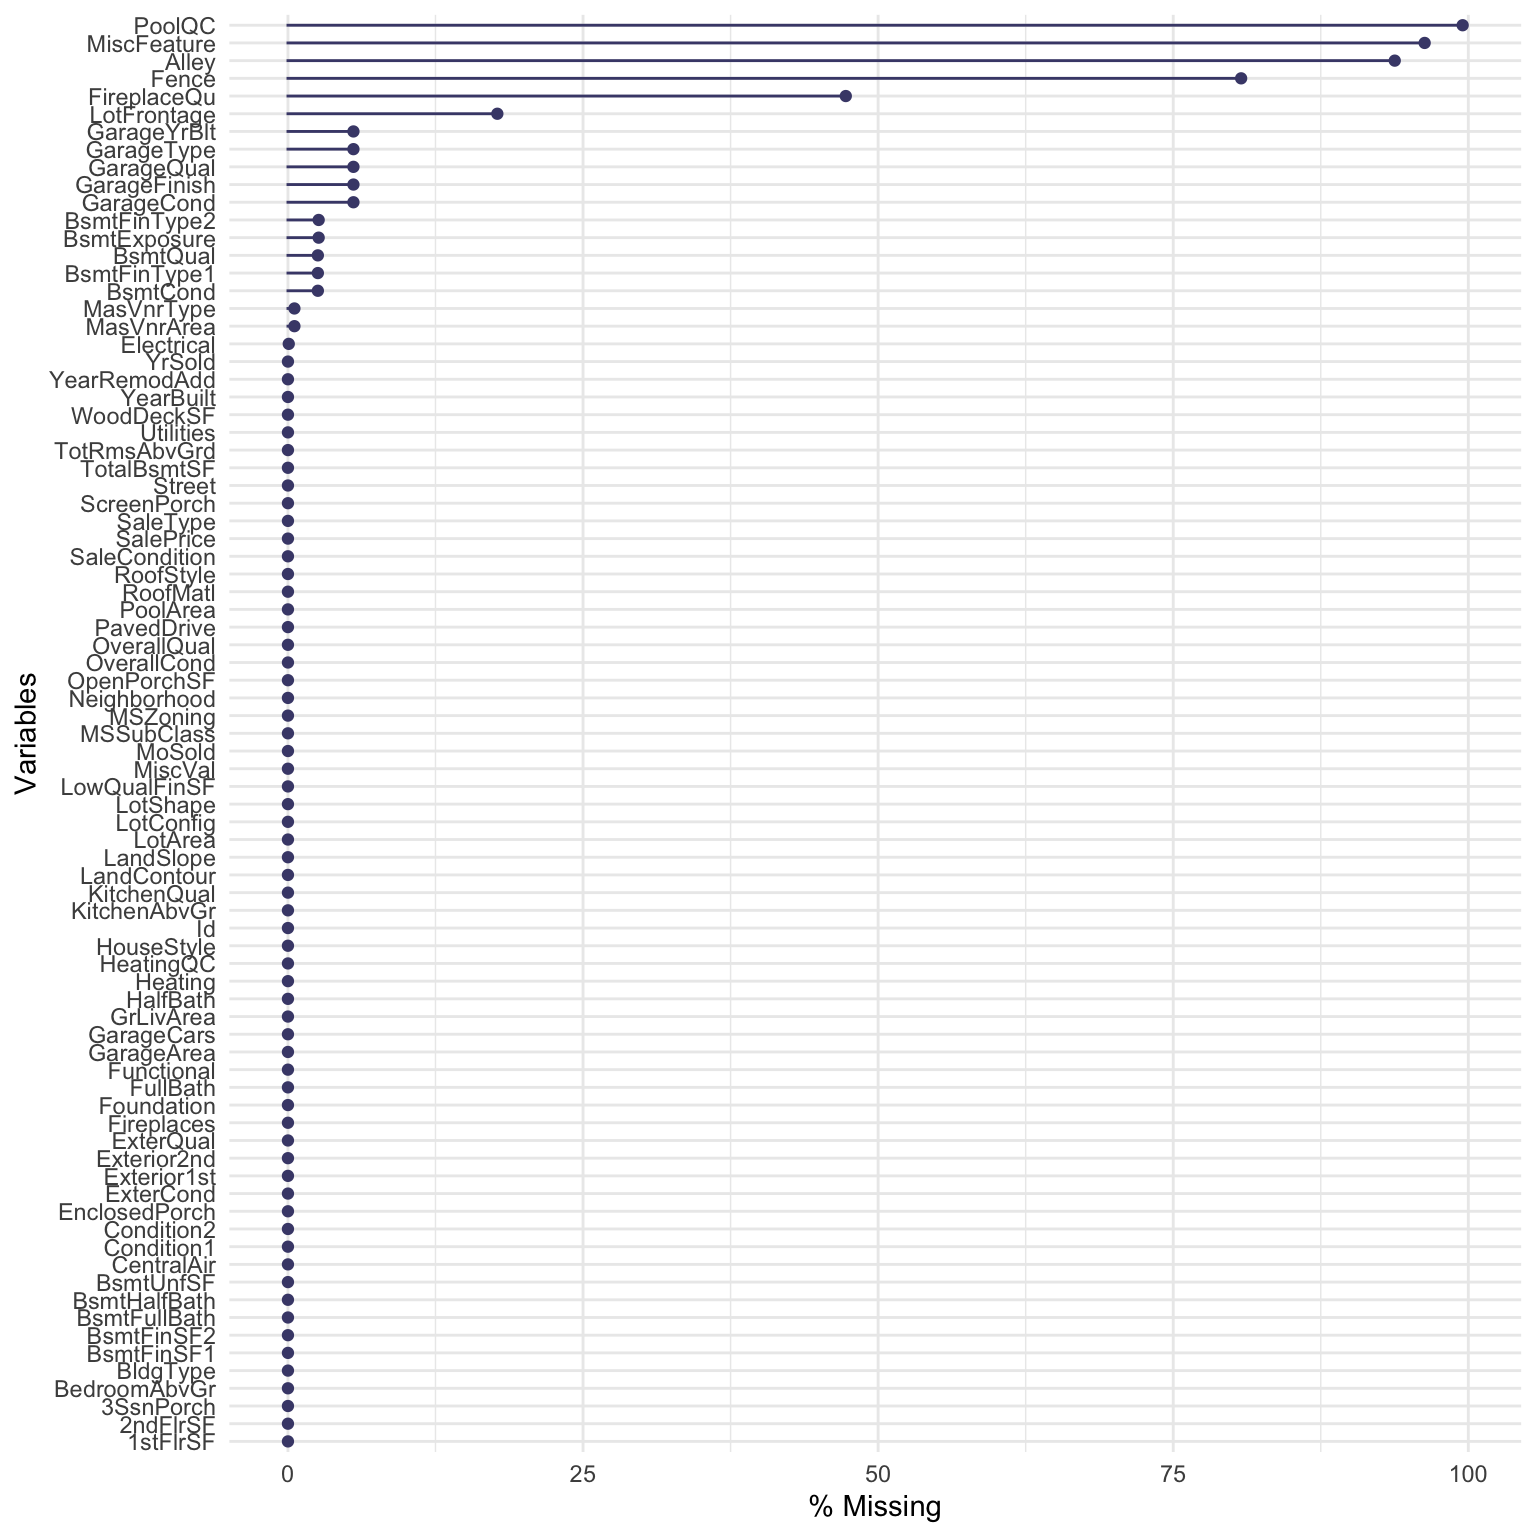 PoolQC
MiscFeature
Alley
Fence
FireplaceQu
LotFrontage
GarageYrBlt
GarageType
GarageQual
GarageFinish
GarageCond
BsmtFinType2
BsmtExposure
BsmtQual
BsmtFinType1
BsmtCond
MasVnrType
MasVnrArea
Electrical
YrSold
YearRemodAdd
YearBuilt
WoodDeckSF
Utilities
TotRmsAbvGrd
TotalBsmtSF
Street
ScreenPorch
SaleType
SalePrice
SaleCondition
RoofStyle
RoofMatl
PoolArea
PavedDrive
OverallQual
OverallCond
OpenPorchSF
Neighborhood
MSZoning
MSSubClass
MoSold
MiscVal
LowQualFinSF
LotShape
LotConfig
LotArea
LandSlope
LandContour
KitchenQual
KitchenAbvGr
Id
HouseStyle
HeatingQC
Heating
HalfBath
GrLivArea
GarageCars
GarageArea
Functional
FullBath
Foundation
Fireplaces
ExterQual
Exterior2nd
Exterior1st
ExterCond
EnclosedPorch
Condition2
Condition1
CentralAir
BsmtUnfSF
BsmtHalfBath
BsmtFullBath
BsmtFinSF2
BsmtFinSF1
BldgType
BedroomAbvGr
3SsnPorch
2ndFlrSF
1stFlrSF
Variables
0 25 50 75 100
% Missing